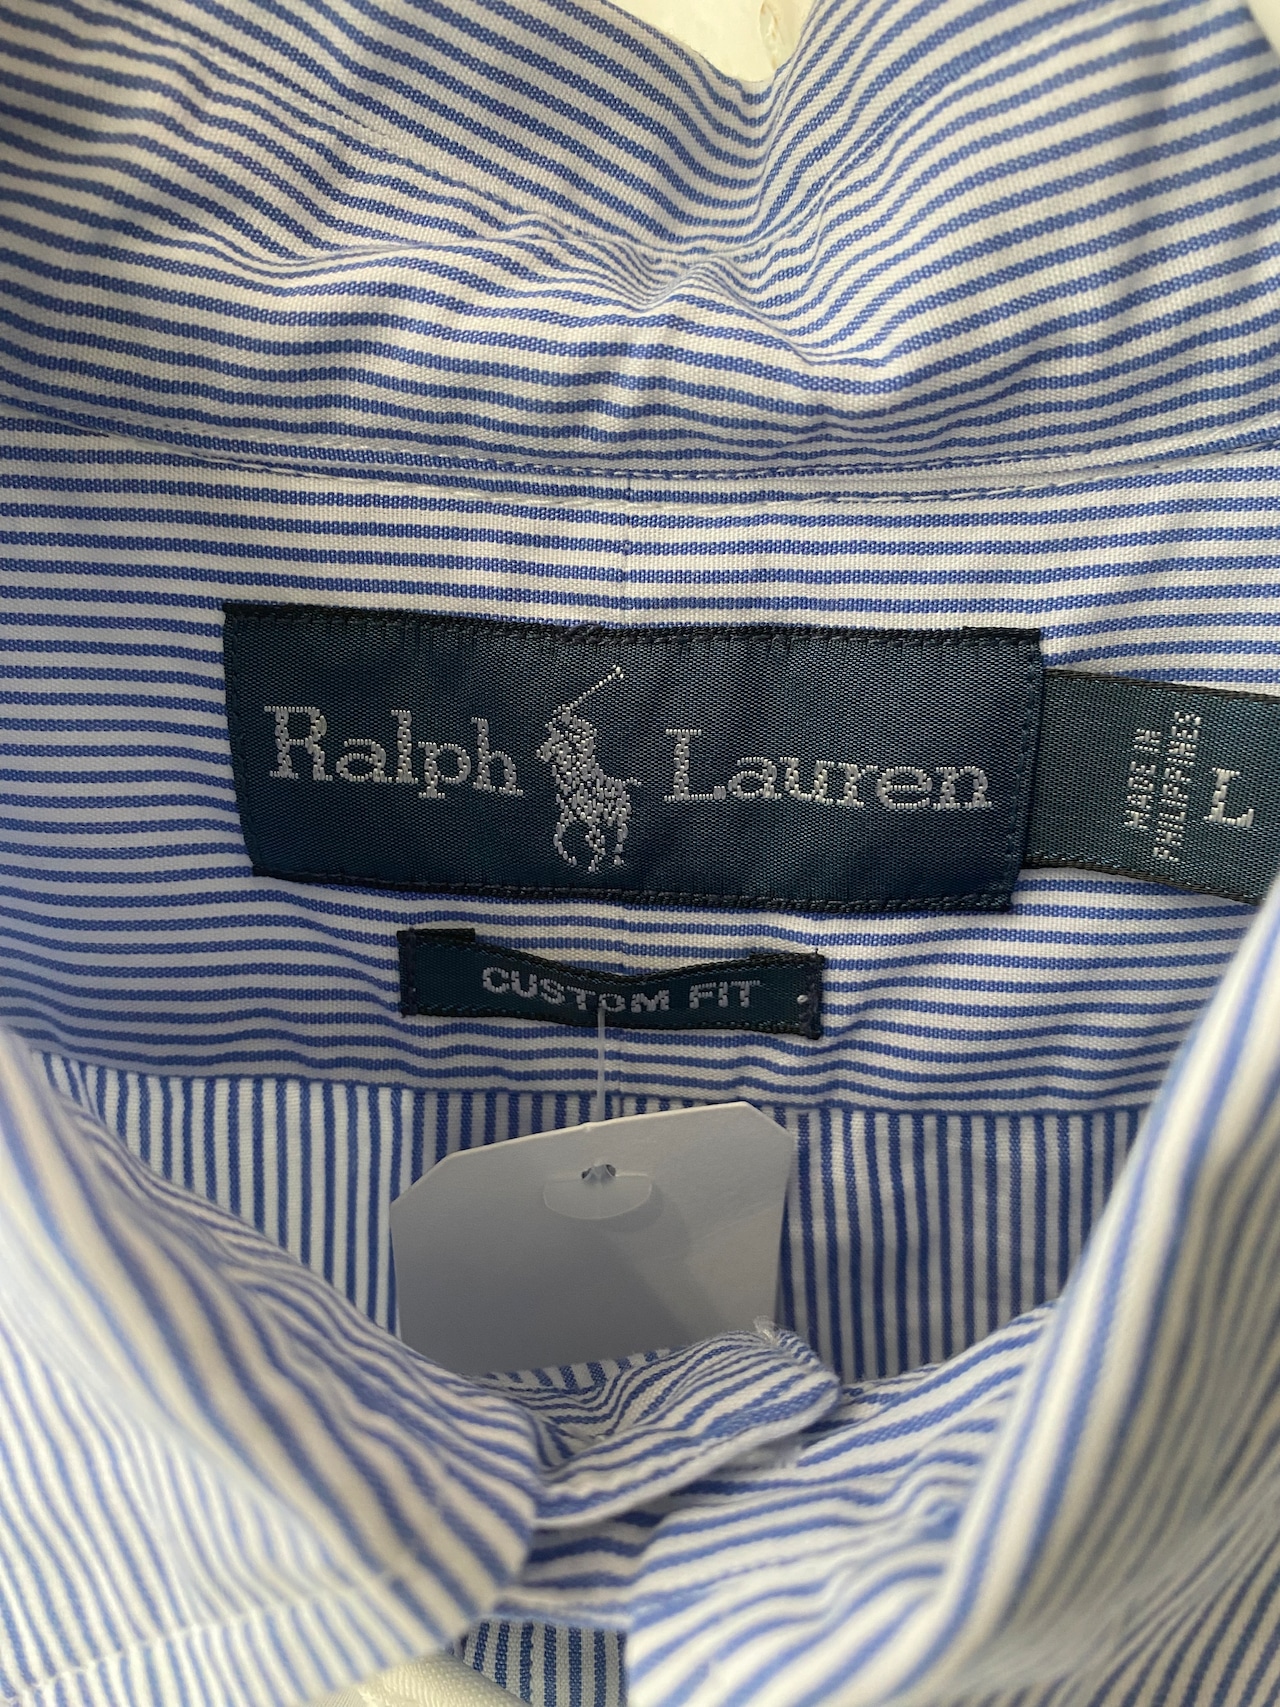 Ralph Lauren
MADE IN
PHILIPPINES
L
CUSTOM FIT